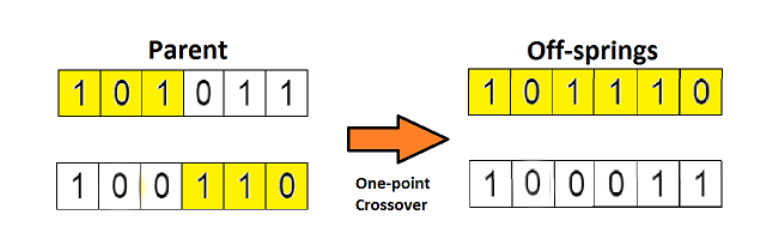 Parent
Off-springs
1 0 1 0 1 1
1 0 1 1 1 0
1 0 0 1 1 0
One-point
Crossover
1 0 0 0 1 1